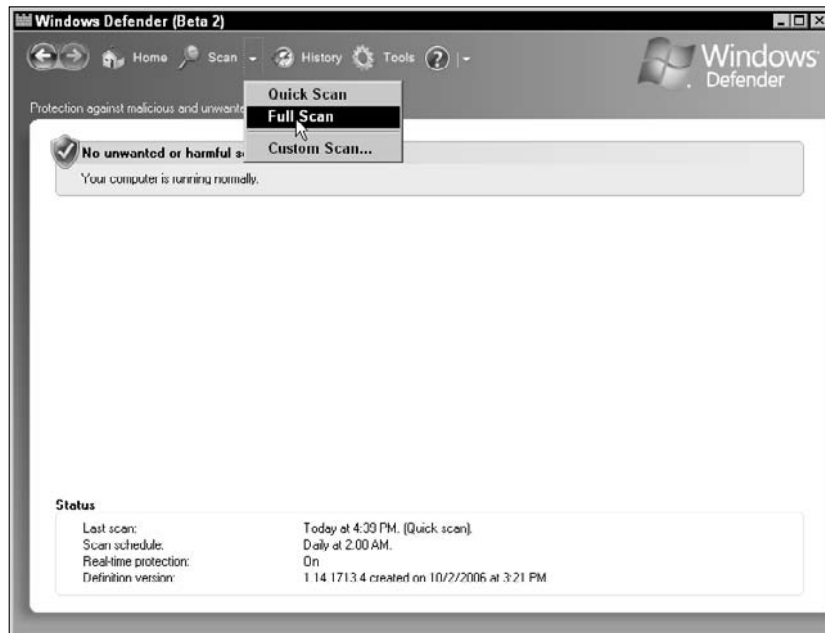 Windows Defender (Beta 2)
Home Scan History Tools ?
Windows
Defender
Quick Scan
Full Scan
Custom Scan...
Protection against malicious and unwante
No unwanted or harmful s
Your computer is running normally.
Status
Last scan: Today at 4:39 PM. (Quick scan).
Scan schedule: Daily at 2:00 AM.
Real-time protection: On
Definition version: 1.14.1713.4 created on 10/2/2006 at 3:21 PM